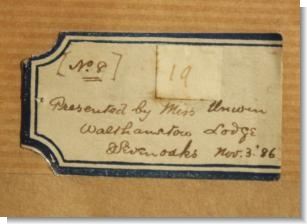 [No. 8]
19
Presented by Miss Unwin
Walthamstow Lodge
Sevenoaks Nov. 3. '86